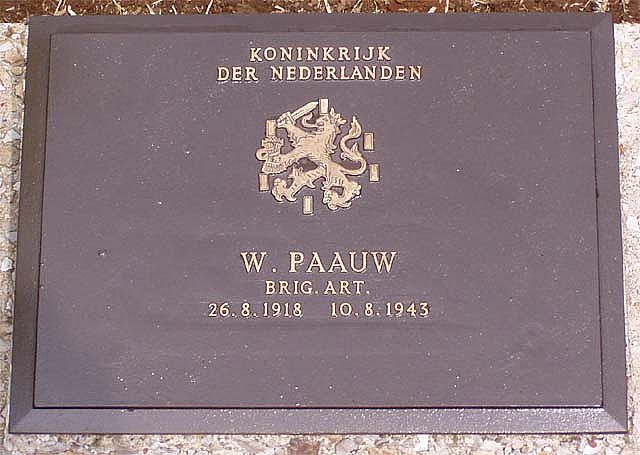 KONINKRIJK
DER NEDERLANDEN
W. PAAUW
BRIG. ART.
26.8.1918 10.8.1943